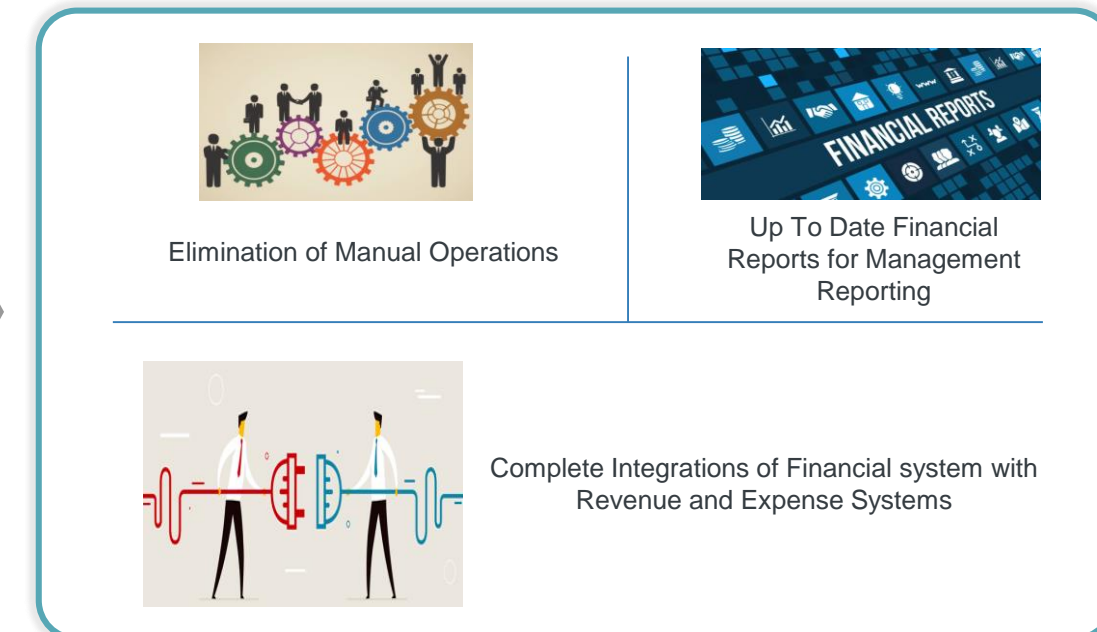 WWW
FINANCIAL REPORTS
Elimination of Manual Operations
Up To Date Financial
Reports for Management
Reporting
Complete Integrations of Financial system with
Revenue and Expense Systems